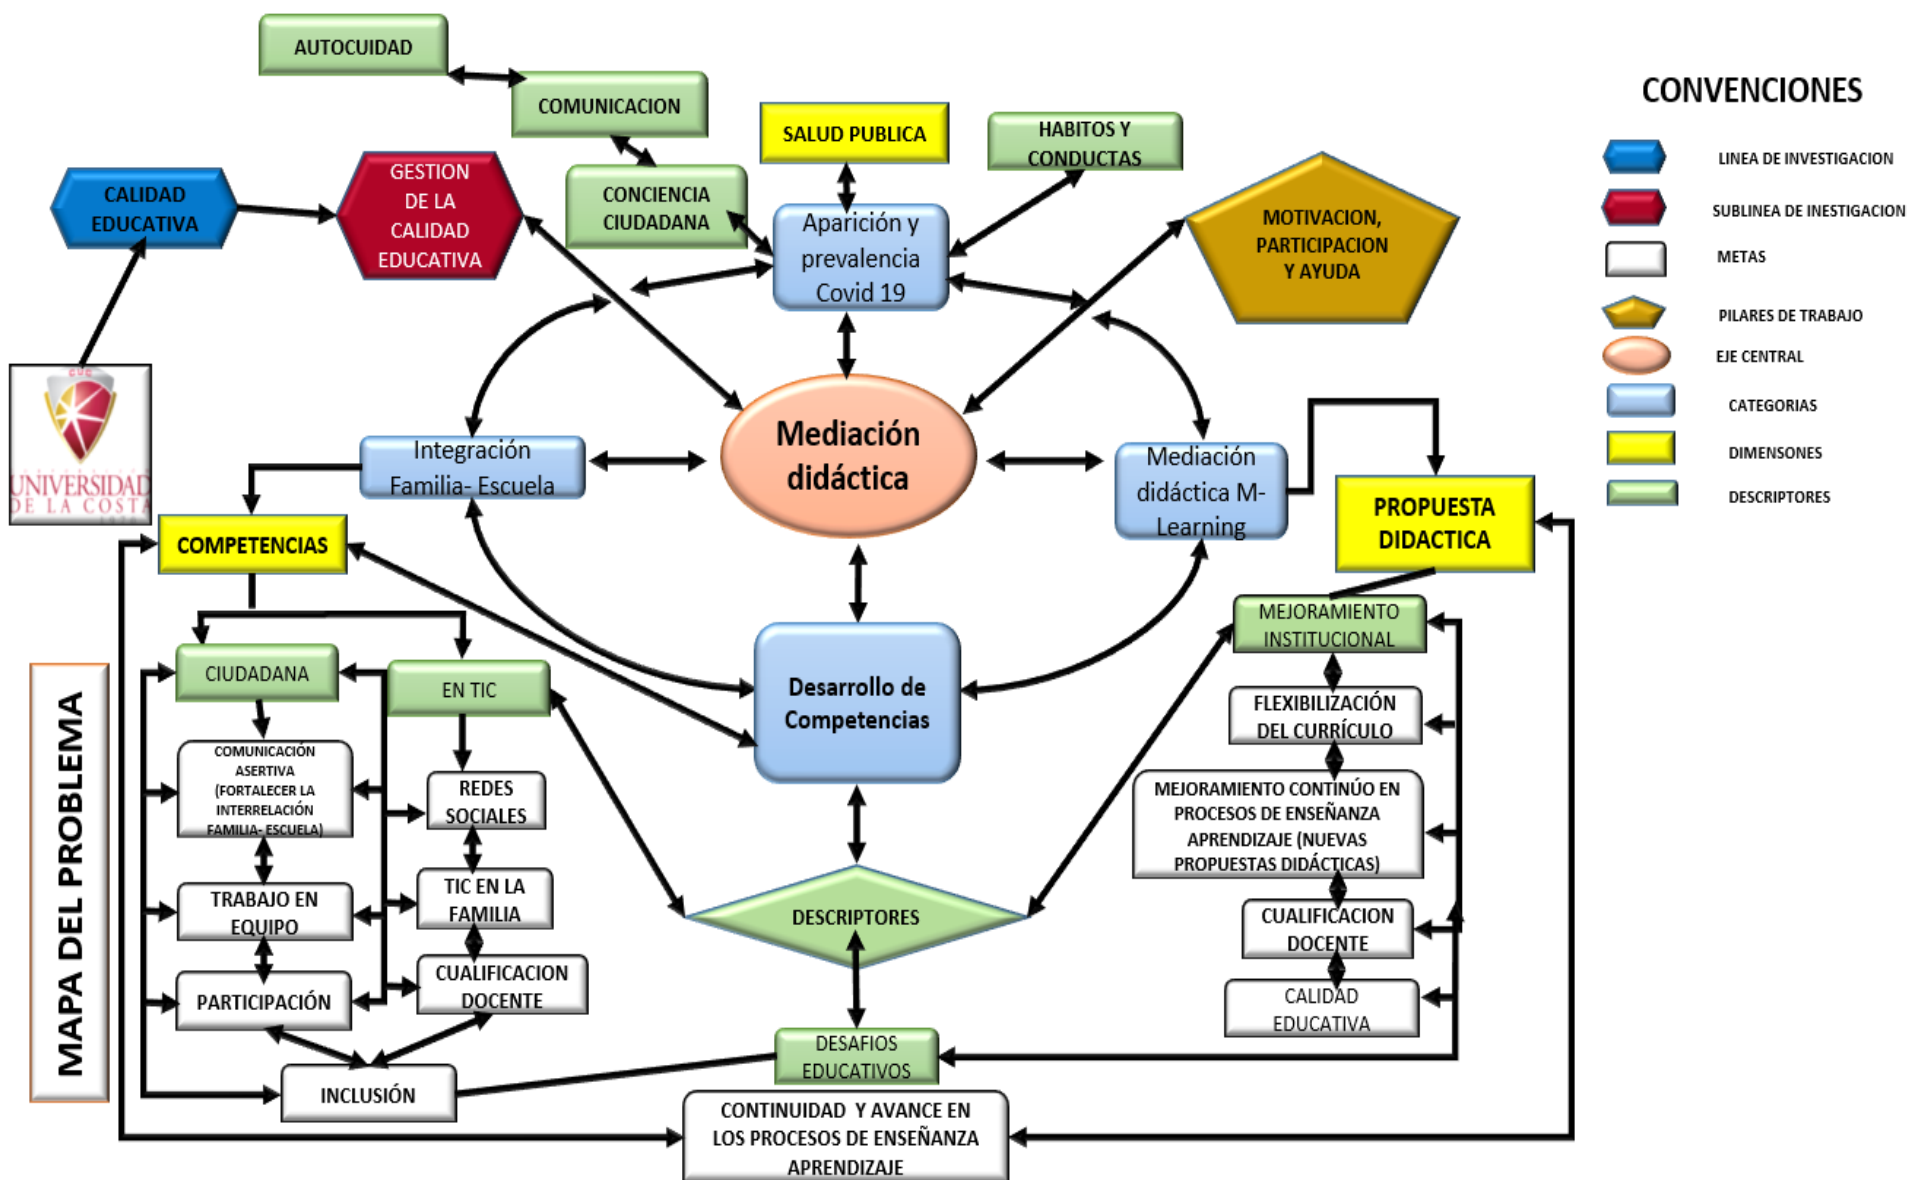 AUTOCUIDAD
COMUNICACION
SALUD PUBLICA
HABITOS Y
CONDUCTAS
CONVENCIONES
LINEA DE INVESTIGACION
SUBLINEA DE INESTIGACION
METAS
PILARES DE TRABAJO
EJE CENTRAL
CATEGORIAS
DIMENSONES
DESCRIPTORES
CALIDAD
EDUCATIVA
GESTION
DE LA
CALIDAD
EDUCATIVA
CONCIENCIA
CIUDADANA
Aparición y
prevalencia
Covid 19
MOTIVACION,
PARTICIPACION
Y AYUDA
CUC
UNIVERSIDAD
DE LA COSTA
1970
Integración
Familia- Escuela
Mediación
didáctica
Mediación
didáctica M-
Learning
COMPETENCIAS
PROPUESTA
DIDACTICA
MAPA DEL PROBLEMA
CIUDADANA
EN TIC
Desarrollo de
Competencias
MEJORAMIENTO
INSTITUCIONAL
COMUNICACIÓN
ASERTIVA
(FORTALECER LA
INTERRELACIÓN
FAMILIA- ESCUELA)
REDES
SOCIALES
FLEXIBILIZACIÓN
DEL CURRÍCULO
MEJORAMIENTO CONTINÚO EN
PROCESOS DE ENSEÑANZA
APRENDIZAJE (NUEVAS
PROPUESTAS DIDÁCTICAS)
TRABAJO EN
EQUIPO
TIC EN LA
FAMILIA
DESCRIPTORES
CUALIFICACION
DOCENTE
PARTICIPACIÓN
CUALIFICACION
DOCENTE
CALIDAD
EDUCATIVA
INCLUSIÓN
DESAFIOS
EDUCATIVOS
CONTINUIDAD Y AVANCE EN
LOS PROCESOS DE ENSEÑANZA
APRENDIZAJE